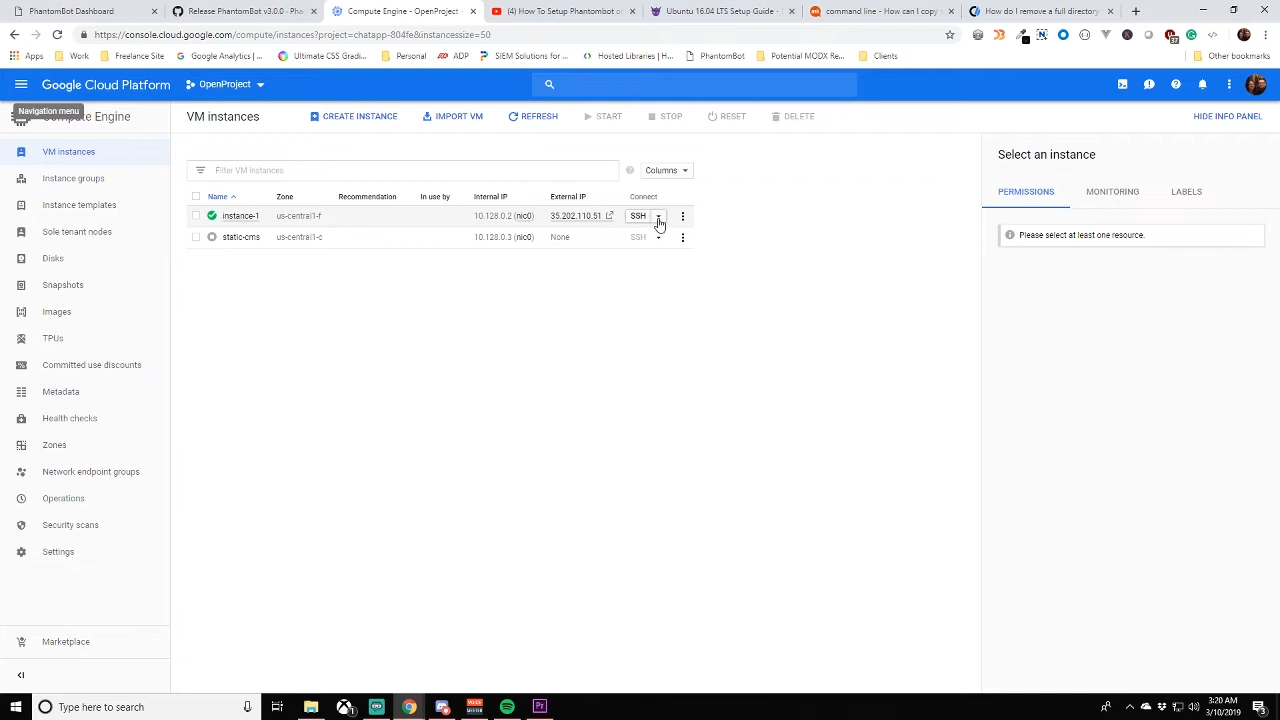 PhantomBot Dashboard
Release PhantomBot v3.0.0 · Phant
Compute Engine - OpenProject -
(4) How To Setup Phantombot on
Ubuntu 16.04 LTS Setup Guide -
command line - How can I copy
How do I remove a full directory
https://console.cloud.google.com/compute/instances?project=chatapp-804fe&instancessize=50
Apps
Work
Freelance Site
Google Analytics |...
Ultimate CSS Gradi...
Personal
ADP
SIEM Solutions for...
Hosted Libraries | H...
PhantomBot
Potential MODX Re...
Clients
Other bookmarks
Google Cloud Platform
OpenProject
Navigation menu
Compute Engine
VM instances
CREATE INSTANCE
IMPORT VM
REFRESH
START
STOP
RESET
DELETE
HIDE INFO PANEL
VM instances
Instance groups
Instance templates
Sole tenant nodes
Disks
Snapshots
Images
TPUs
Committed use discounts
Metadata
Health checks
Zones
Network endpoint groups
Operations
Security scans
Settings
Marketplace
Filter VM instances
Columns
Name Zone Recommendation In use by Internal IP External IP Connect
instance-1 us-central1-f 10.128.0.2 (nic0) 35.202.110.51 SSH
static-cms us-central1-c 10.128.0.3 (nic0) None SSH
Select an instance
PERMISSIONS MONITORING LABELS
Please select at least one resource.
Type here to search
3:20 AM
3/10/2019